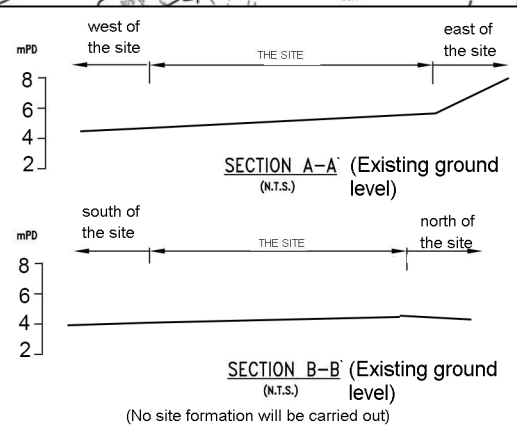 west of
the site
east of
the site
mPD
THE SITE
8
6
4
2
SECTION A-A` (Existing ground
(N.T.S.) level)
south of
the site
north of
the site
mPD
THE SITE
8
6
4
2
SECTION B-B` (Existing ground
(N.T.S.) level)
(No site formation will be carried out)